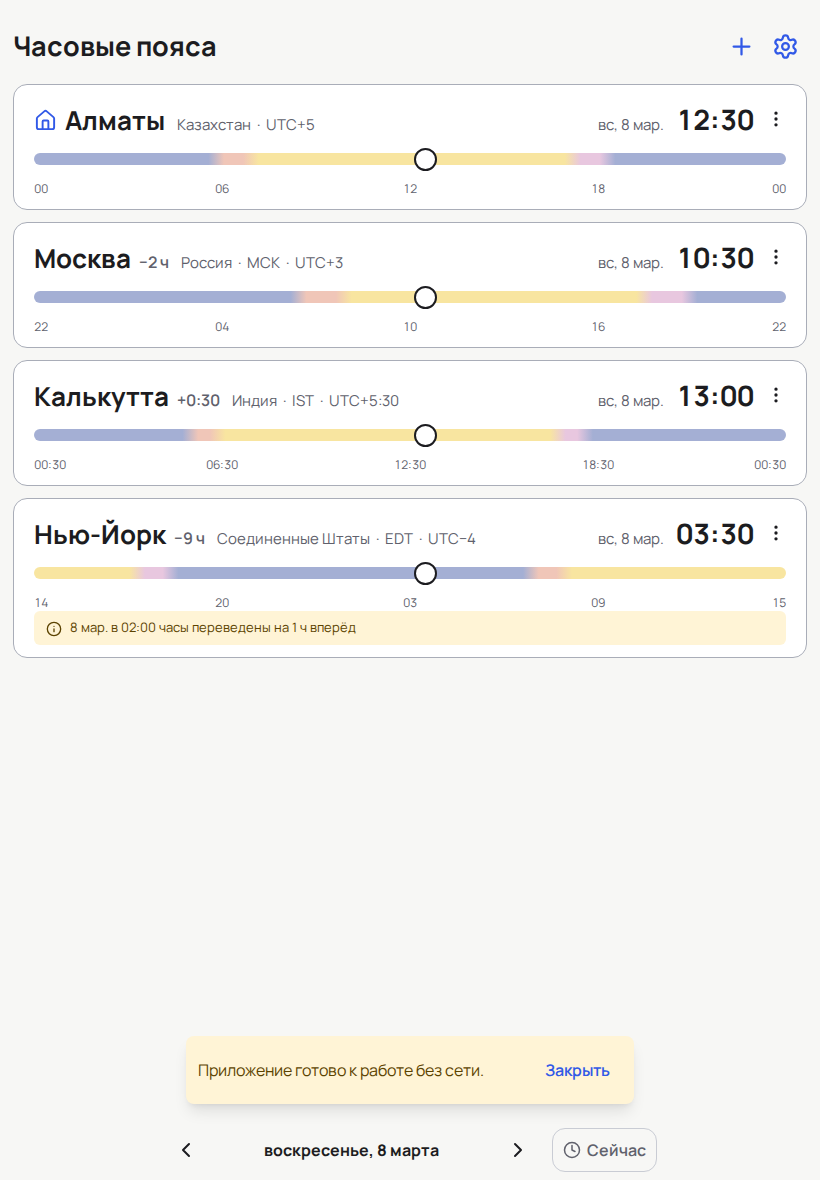 Часовые пояса
Алматы Казахстан · UTC+5 вс, 8 мар. 12:30
00 06 12 18 00
Москва −2 ч Россия · МСК · UTC+3 вс, 8 мар. 10:30
22 04 10 16 22
Калькутта +0:30 Индия · IST · UTC+5:30 вс, 8 мар. 13:00
00:30 06:30 12:30 18:30 00:30
Нью-Йорк −9 ч Соединенные Штаты · EDT · UTC−4 вс, 8 мар. 03:30
14 20 03 09 15
8 мар. в 02:00 часы переведены на 1 ч вперёд
Приложение готово к работе без сети. Закрыть
воскресенье, 8 марта Сейчас